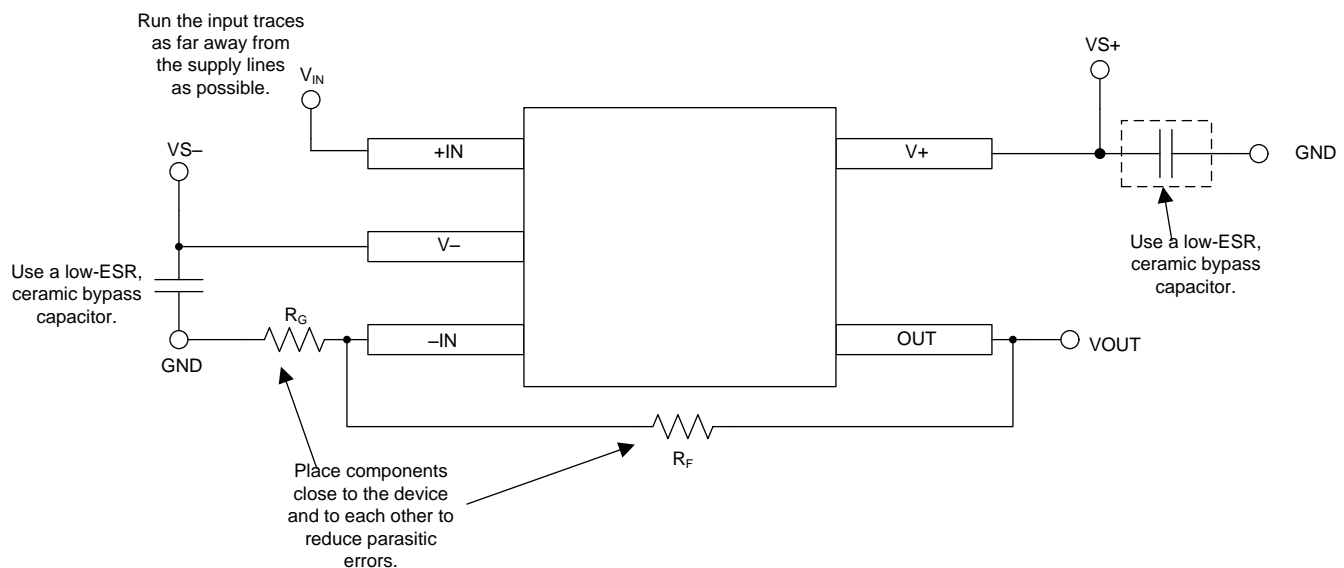 Run the input traces
as far away from
the supply lines
as possible.
VIN
VS+
VS–
+IN
V+
GND
V–
Use a low-ESR,
ceramic bypass
capacitor.
Use a low-ESR,
ceramic bypass
capacitor.
RG
–IN
OUT
VOUT
GND
RF
Place components
close to the device
and to each other to
reduce parasitic
errors.